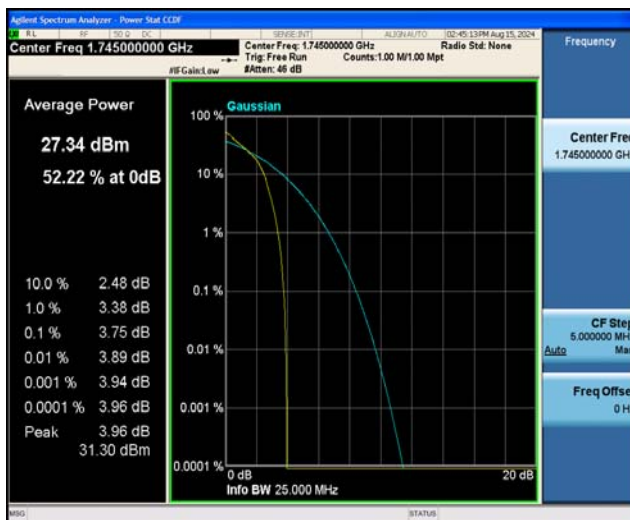 Agilent Spectrum Analyzer - Power Stat CCDF
RL RF 50 Ω DC SENSE:INT ALIGN AUTO 02:45:13 PM Aug 15, 2024
Center Freq 1.745000000 GHz
Center Freq: 1.745000000 GHz Radio Std: None
Trig: Free Run Counts:1.00 M/1.00 Mpt
#IFGain:Low #Atten: 46 dB
Average Power
27.34 dBm
52.22 % at 0dB
10.0 % 2.48 dB
1.0 % 3.38 dB
0.1 % 3.75 dB
0.01 % 3.89 dB
0.001 % 3.94 dB
0.0001 % 3.96 dB
Peak 3.96 dB
31.30 dBm
Gaussian
100 %
10 %
1 %
0.1 %
0.01 %
0.001 %
0.0001 %
0 dB 20 dB
Info BW 25.000 MHz
Frequency
Center Fre
1.745000000 GH
CF Ste
5.000000 MH
Auto Ma
Freq Offse
0 H
MSG STATUS